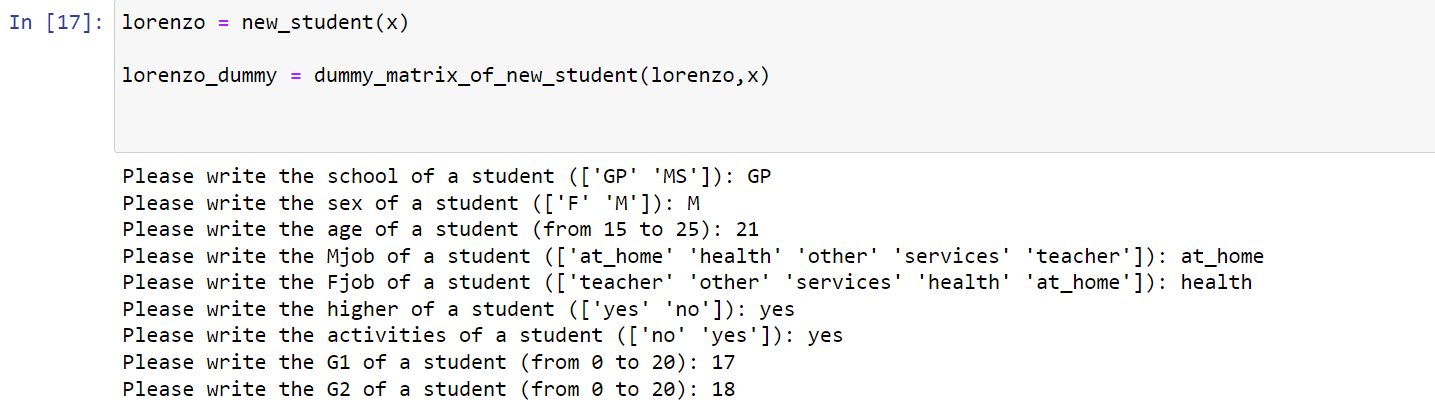 In [17]: lorenzo = new_student(x)
lorenzo_dummy = dummy_matrix_of_new_student(lorenzo,x)
Please write the school of a student (['GP' 'MS']): GP
Please write the sex of a student (['F' 'M']): M
Please write the age of a student (from 15 to 25): 21
Please write the Mjob of a student (['at_home' 'health' 'other' 'services' 'teacher']): at_home
Please write the Fjob of a student (['teacher' 'other' 'services' 'health' 'at_home']): health
Please write the higher of a student (['yes' 'no']): yes
Please write the activities of a student (['no' 'yes']): yes
Please write the G1 of a student (from 0 to 20): 17
Please write the G2 of a student (from 0 to 20): 18